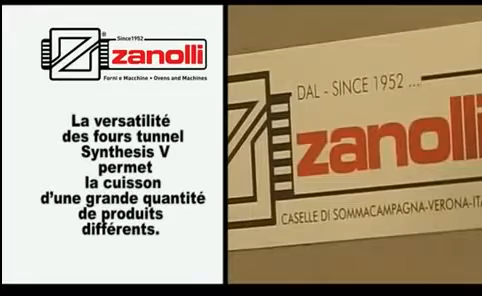 Since1952
zanolli
Forni e Macchine • Ovens and Machines
La versatilité
des fours tunnel
Synthesis V
permet
la cuisson
d'une grande quantité
de produits
différents.
DAL - SINCE 1952 ...
zanolli
CASELLE DI SOMMACAMPAGNA-VERONA-ITA